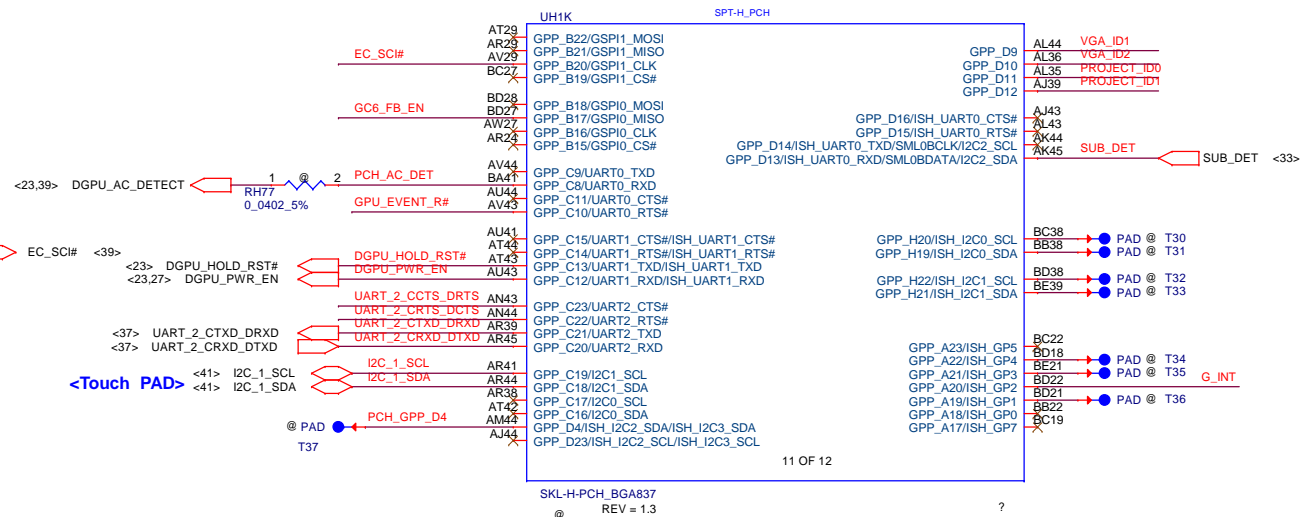 UH1K SPT-H_PCH
AT29 GPP_B22/GSPI1_MOSI
AR29 GPP_B21/GSPI1_MISO GPP_D9 AL44 VGA_ID1
EC_SCI# AV29 GPP_B20/GSPI1_CLK GPP_D10 AL36 VGA_ID2
BC27 GPP_B19/GSPI1_CS# GPP_D11 AL35 PROJECT_ID0
GPP_D12 AJ39 PROJECT_ID1
BD28 GPP_B18/GSPI0_MOSI
GC6_FB_EN BD27 GPP_B17/GSPI0_MISO GPP_D16/ISH_UART0_CTS# AJ43
AW27 GPP_B16/GSPI0_CLK GPP_D15/ISH_UART0_RTS# AL43
AR24 GPP_B15/GSPI0_CS# GPP_D14/ISH_UART0_TXD/SML0BCLK/I2C2_SCL AK44
GPP_D13/ISH_UART0_RXD/SML0BDATA/I2C2_SDA AK45 SUB_DET SUB_DET <33>
AV44 GPP_C9/UART0_TXD
<23,39> DGPU_AC_DETECT 1 @ 2 PCH_AC_DET BA41 GPP_C8/UART0_RXD
RH77 AU44 GPP_C11/UART0_CTS#
0_0402_5% GPU_EVENT_R# AV43 GPP_C10/UART0_RTS#
AU41 GPP_C15/UART1_CTS#/ISH_UART1_CTS# GPP_H20/ISH_I2C0_SCL BC38 PAD @ T30
EC_SCI# <39> AT44 GPP_C14/UART1_RTS#/ISH_UART1_RTS# GPP_H19/ISH_I2C0_SDA BB38 PAD @ T31
<23> DGPU_HOLD_RST# DGPU_HOLD_RST# AT43 GPP_C13/UART1_TXD/ISH_UART1_TXD
<23,27> DGPU_PWR_EN DGPU_PWR_EN AU43 GPP_C12/UART1_RXD/ISH_UART1_RXD GPP_H22/ISH_I2C1_SCL BD38 PAD @ T32
GPP_H21/ISH_I2C1_SDA BE39 PAD @ T33
UART_2_CCTS_DRTS AN43 GPP_C23/UART2_CTS#
UART_2_CRTS_DCTS AN44 GPP_C22/UART2_RTS#
<37> UART_2_CTXD_DRXD UART_2_CTXD_DRXD AR39 GPP_C21/UART2_TXD
<37> UART_2_CRXD_DTXD UART_2_CRXD_DTXD AR45 GPP_C20/UART2_RXD GPP_A23/ISH_GP5 BC22
GPP_A22/ISH_GP4 BD18 PAD @ T34
<Touch PAD> <41> I2C_1_SCL I2C_1_SCL AR41 GPP_C19/I2C1_SCL GPP_A21/ISH_GP3 BE21 PAD @ T35
<41> I2C_1_SDA I2C_1_SDA AR44 GPP_C18/I2C1_SDA GPP_A20/ISH_GP2 BD22 G_INT
AR38 GPP_C17/I2C0_SCL GPP_A19/ISH_GP1 BD21 PAD @ T36
AT42 GPP_C16/I2C0_SDA GPP_A18/ISH_GP0 BB22
@ PAD PCH_GPP_D4 AM44 GPP_D4/ISH_I2C2_SDA/ISH_I2C3_SDA GPP_A17/ISH_GP7 BC19
T37 AJ44 GPP_D23/ISH_I2C2_SCL/ISH_I2C3_SCL
11 OF 12
SKL-H-PCH_BGA837
@ REV = 1.3 ?